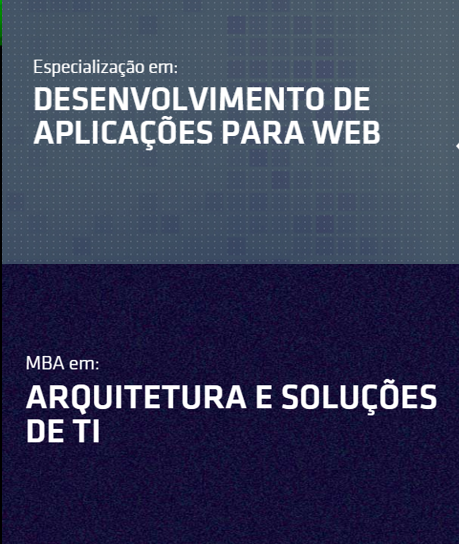 Especialização em:
DESENVOLVIMENTO DE
APLICAÇÕES PARA WEB
MBA em:
ARQUITETURA E SOLUÇÕES
DE TI